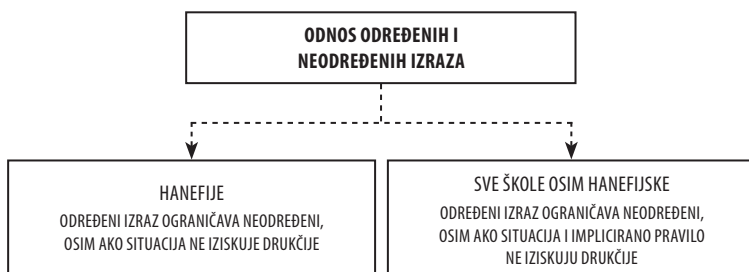 ODNOS ODREĐENIH I
NEODREĐENIH IZRAZA
HANEFIJE
ODREĐENI IZRAZ OGRANIČAVA NEODREĐENI,
OSIM AKO SITUACIJA NE IZISKUJE DRUKČIJE
SVE ŠKOLE OSIM HANEFIJSKE
ODREĐENI IZRAZ OGRANIČAVA NEODREĐENI,
OSIM AKO SITUACIJA I IMPLICIRANO PRAVILO
NE IZISKUJU DRUKČIJE